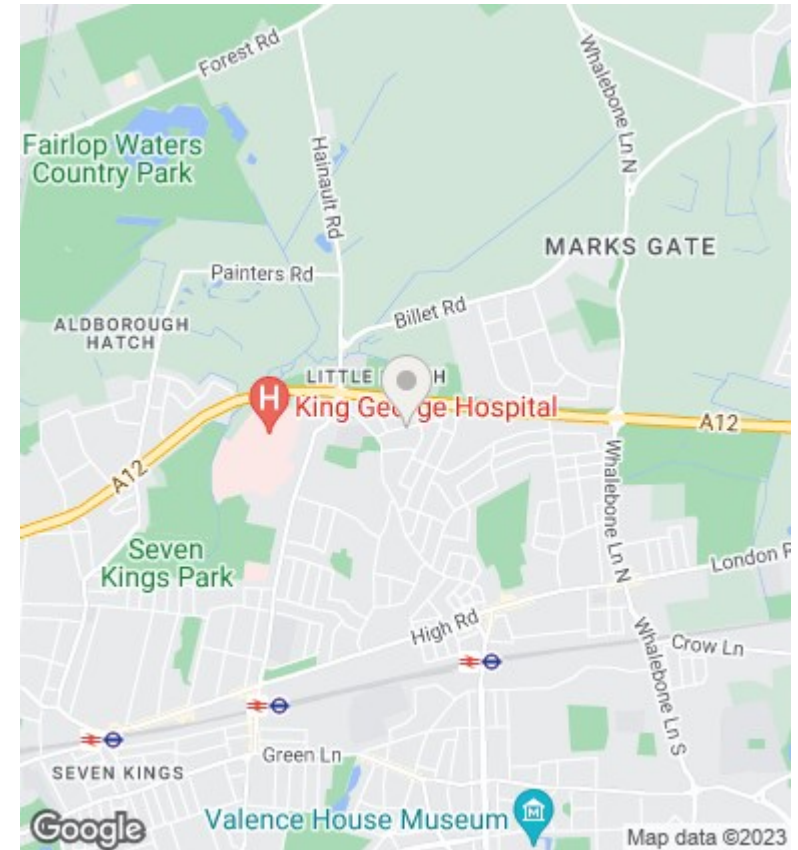 Forest Rd
Whalebone Ln N
Fairlop Waters
Country Park
Hainault Rd
MARKS GATE
Painters Rd
Billet Rd
ALDBOROUGH
HATCH
LITTLE H
H
King George Hospital
A12
A12
Whalebone Ln N
Seven
Kings Park
London R
High Rd
Whalebone Ln S
Crow Ln
Green Ln
SEVEN KINGS
Valence House Museum
Google
Map data ©2023